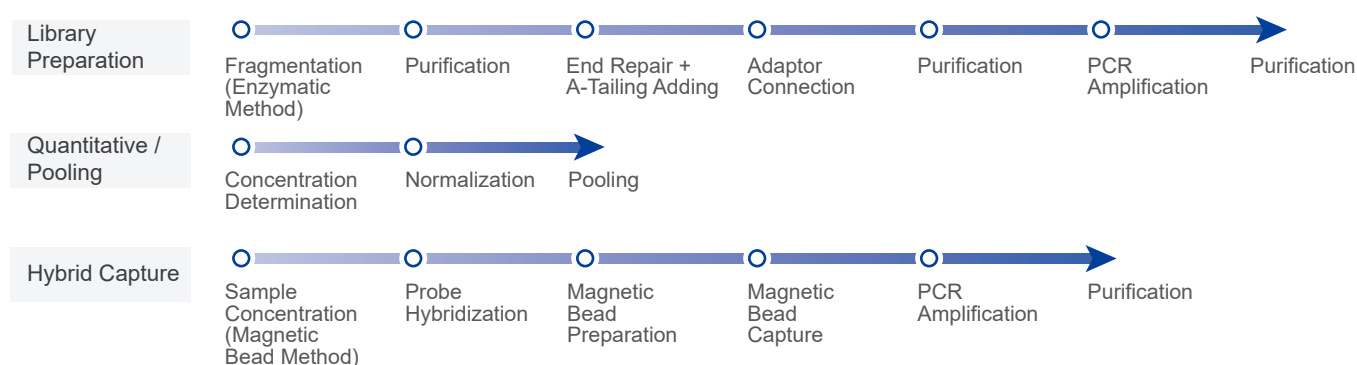 Library
Preparation
Fragmentation
(Enzymatic
Method)
Purification
End Repair +
A-Tailing Adding
Adaptor
Connection
Purification
PCR
Amplification
Purification
Quantitative /
Pooling
Concentration
Determination
Normalization
Pooling
Hybrid Capture
Sample
Concentration
(Magnetic
Bead Method)
Probe
Hybridization
Magnetic
Bead
Preparation
Magnetic
Bead
Capture
PCR
Amplification
Purification